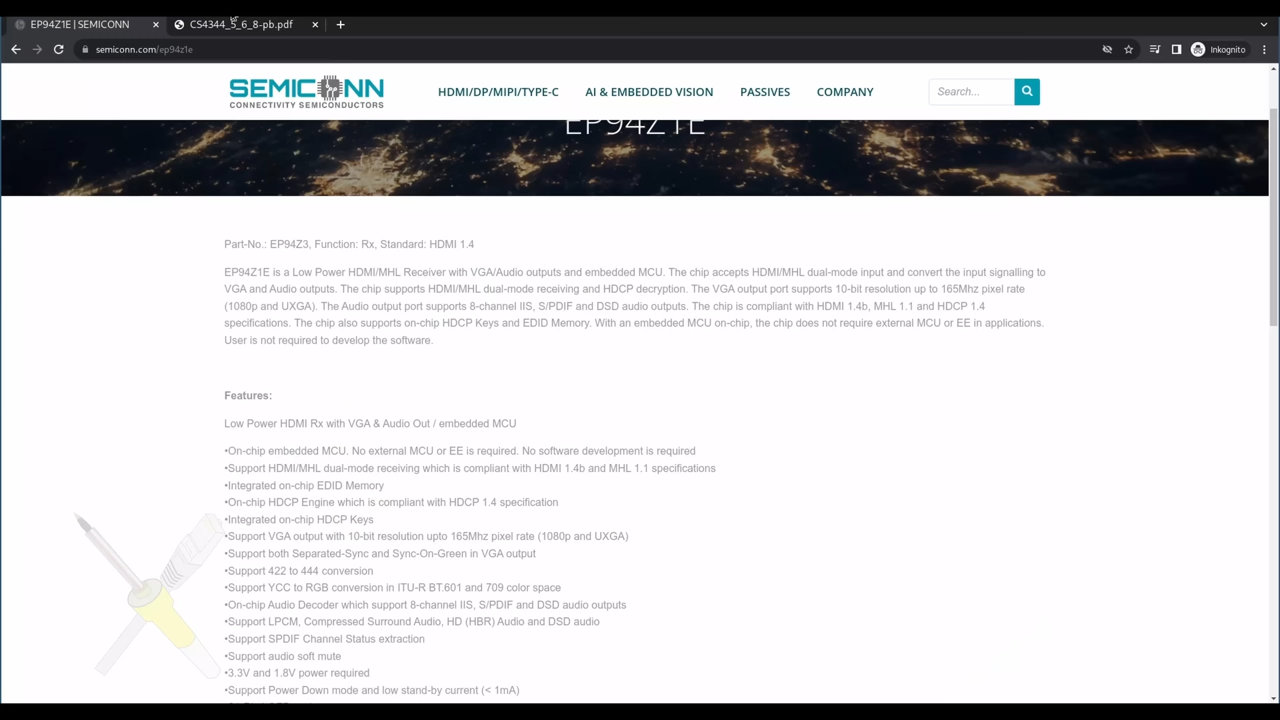 EP94Z1E | SEMICONN
CS4344_5_6_8-pb.pdf
semiconn.com/ep94z1e
Inkognito
SEMICONN
CONNECTIVITY SEMICONDUCTORS
HDMI/DP/MIPI/TYPE-C
AI & EMBEDDED VISION
PASSIVES
COMPANY
Search...
EP94Z1E
Part-No.: EP94Z3, Function: Rx, Standard: HDMI 1.4
EP94Z1E is a Low Power HDMI/MHL Receiver with VGA/Audio outputs and embedded MCU. The chip accepts HDMI/MHL dual-mode input and convert the input signalling to
VGA and Audio outputs. The chip supports HDMI/MHL dual-mode receiving and HDCP decryption. The VGA output port supports 10-bit resolution up to 165Mhz pixel rate
(1080p and UXGA). The Audio output port supports 8-channel IIS, S/PDIF and DSD audio outputs. The chip is compliant with HDMI 1.4b, MHL 1.1 and HDCP 1.4
specifications. The chip also supports on-chip HDCP Keys and EDID Memory. With an embedded MCU on-chip, the chip does not require external MCU or EE in applications.
User is not required to develop the software.
Features:
Low Power HDMI Rx with VGA & Audio Out / embedded MCU
•On-chip embedded MCU. No external MCU or EE is required. No software development is required
•Support HDMI/MHL dual-mode receiving which is compliant with HDMI 1.4b and MHL 1.1 specifications
•Integrated on-chip EDID Memory
•On-chip HDCP Engine which is compliant with HDCP 1.4 specification
•Integrated on-chip HDCP Keys
•Support VGA output with 10-bit resolution upto 165Mhz pixel rate (1080p and UXGA)
•Support both Separated-Sync and Sync-On-Green in VGA output
•Support 422 to 444 conversion
•Support YCC to RGB conversion in ITU-R BT.601 and 709 color space
•On-chip Audio Decoder which support 8-channel IIS, S/PDIF and DSD audio outputs
•Support LPCM, Compressed Surround Audio, HD (HBR) Audio and DSD audio
•Support SPDIF Channel Status extraction
•Support audio soft mute
•3.3V and 1.8V power required
•Support Power Down mode and low stand-by current (< 1mA)